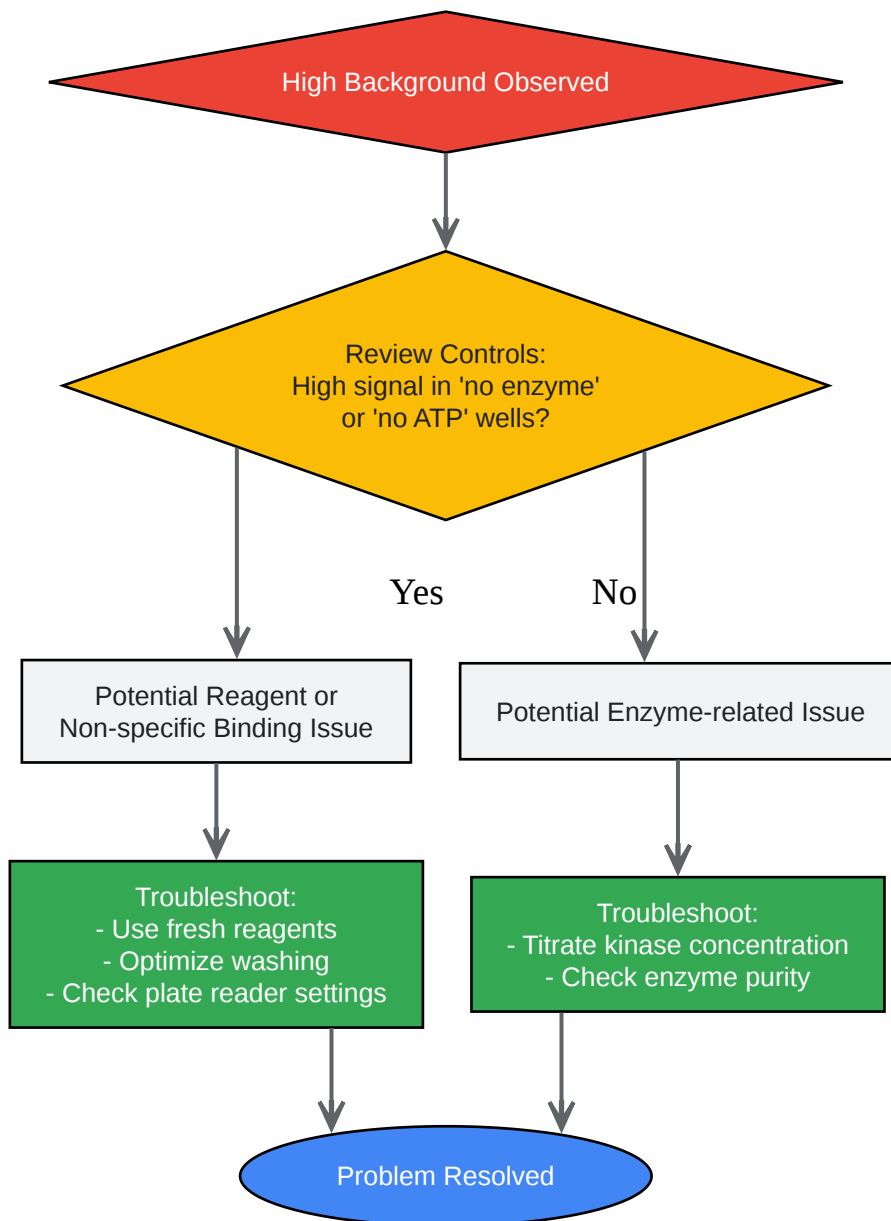 High Background Observed
Review Controls:
High signal in 'no enzyme'
or 'no ATP' wells?
Yes
No
Potential Reagent or
Non-specific Binding Issue
Potential Enzyme-related Issue
Troubleshoot:
- Use fresh reagents
- Optimize washing
- Check plate reader settings
Troubleshoot:
- Titrate kinase concentration
- Check enzyme purity
Problem Resolved